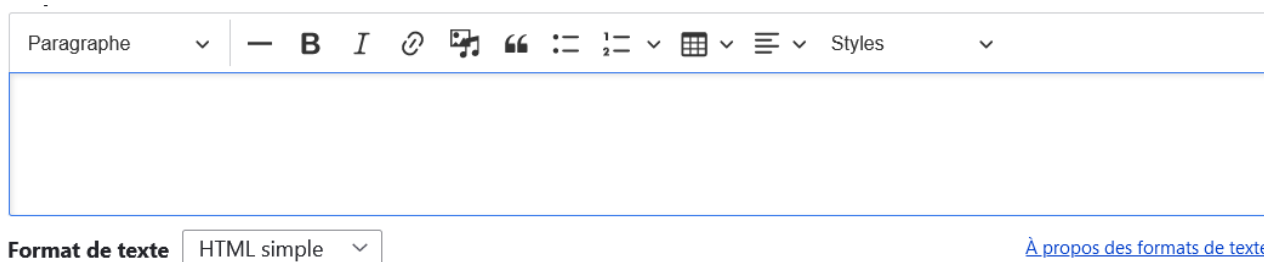 Paragraphe B I Styles
Format de texte HTML simple À propos des formats de texte